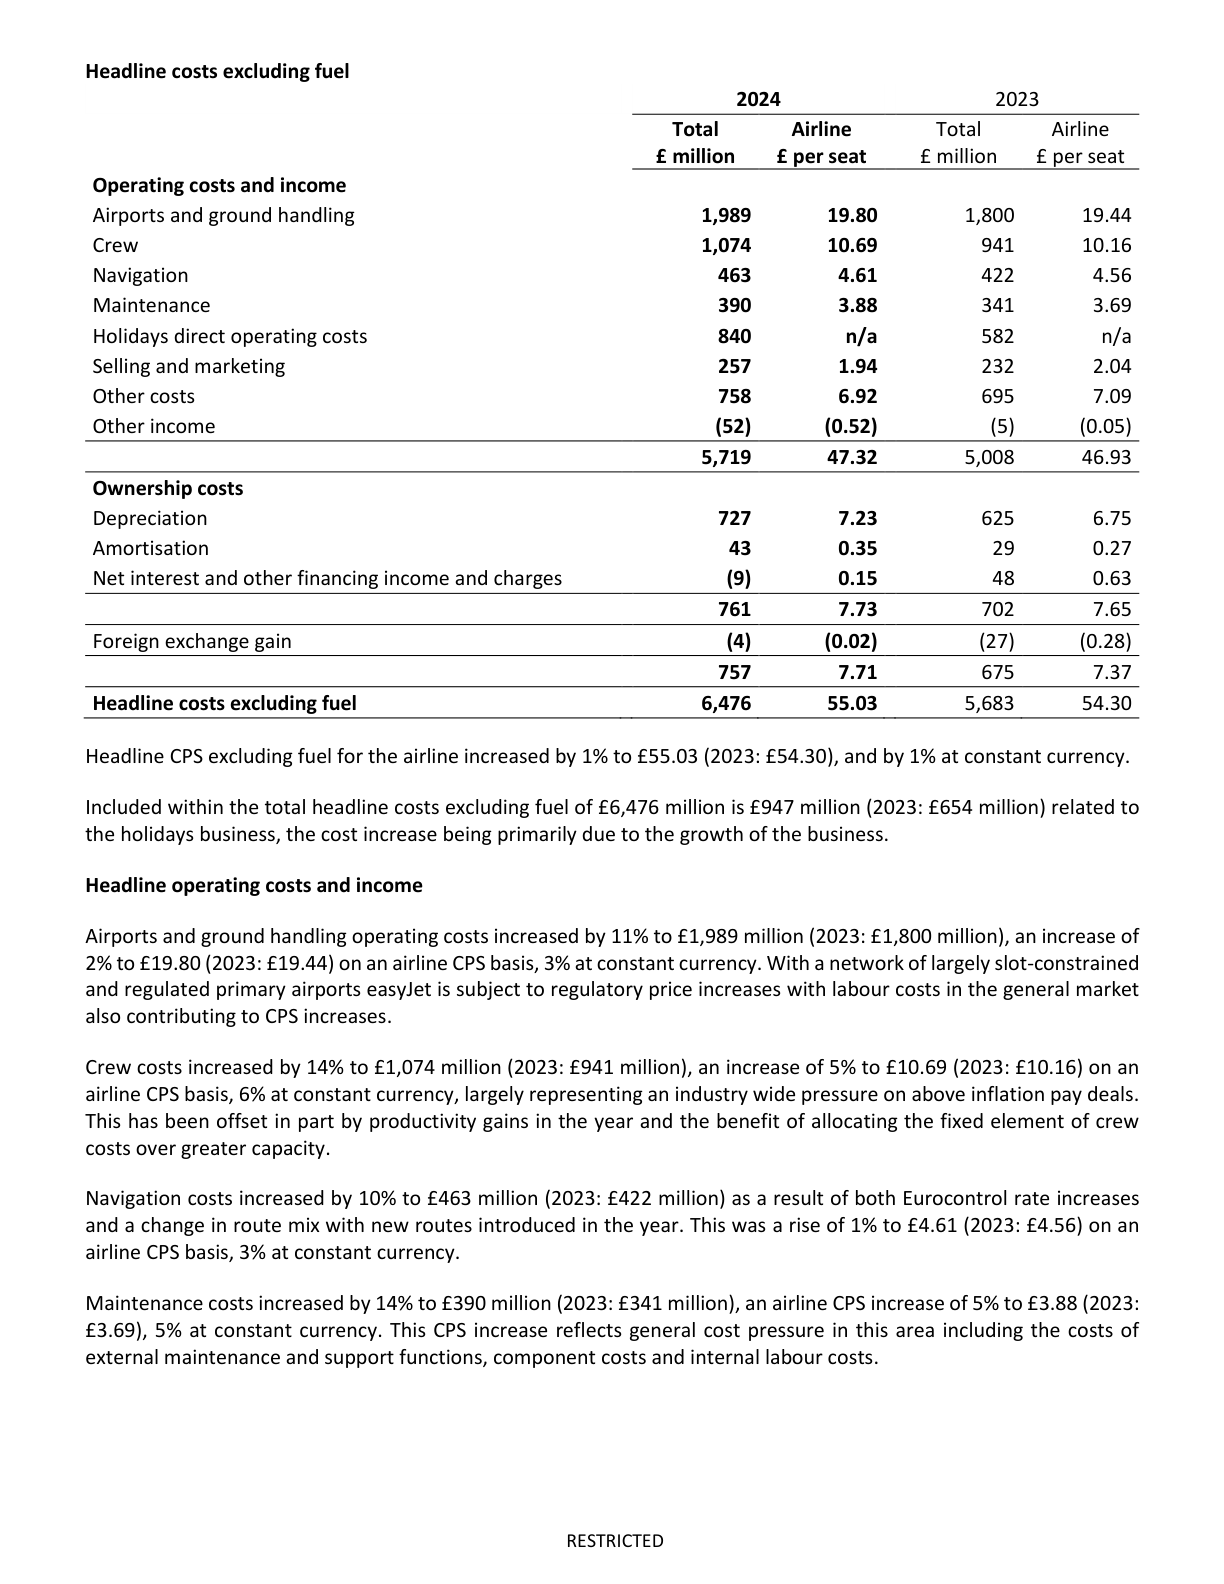 Headline costs excluding fuel
2024 2023
Total Airline Total Airline
£ million £ per seat £ million £ per seat
Operating costs and income
Airports and ground handling 1,989 19.80 1,800 19.44
Crew 1,074 10.69 941 10.16
Navigation 463 4.61 422 4.56
Maintenance 390 3.88 341 3.69
Holidays direct operating costs 840 n/a 582 n/a
Selling and marketing 257 1.94 232 2.04
Other costs 758 6.92 695 7.09
Other income (52) (0.52) (5) (0.05)
5,719 47.32 5,008 46.93
Ownership costs
Depreciation 727 7.23 625 6.75
Amortisation 43 0.35 29 0.27
Net interest and other financing income and charges (9) 0.15 48 0.63
761 7.73 702 7.65
Foreign exchange gain (4) (0.02) (27) (0.28)
757 7.71 675 7.37
Headline costs excluding fuel 6,476 55.03 5,683 54.30
Headline CPS excluding fuel for the airline increased by 1% to £55.03 (2023: £54.30), and by 1% at constant currency.
Included within the total headline costs excluding fuel of £6,476 million is £947 million (2023: £654 million) related to
the holidays business, the cost increase being primarily due to the growth of the business.
Headline operating costs and income
Airports and ground handling operating costs increased by 11% to £1,989 million (2023: £1,800 million), an increase of
2% to £19.80 (2023: £19.44) on an airline CPS basis, 3% at constant currency. With a network of largely slot-constrained
and regulated primary airports easyJet is subject to regulatory price increases with labour costs in the general market
also contributing to CPS increases.
Crew costs increased by 14% to £1,074 million (2023: £941 million), an increase of 5% to £10.69 (2023: £10.16) on an
airline CPS basis, 6% at constant currency, largely representing an industry wide pressure on above inflation pay deals.
This has been offset in part by productivity gains in the year and the benefit of allocating the fixed element of crew
costs over greater capacity.
Navigation costs increased by 10% to £463 million (2023: £422 million) as a result of both Eurocontrol rate increases
and a change in route mix with new routes introduced in the year. This was a rise of 1% to £4.61 (2023: £4.56) on an
airline CPS basis, 3% at constant currency.
Maintenance costs increased by 14% to £390 million (2023: £341 million), an airline CPS increase of 5% to £3.88 (2023:
£3.69), 5% at constant currency. This CPS increase reflects general cost pressure in this area including the costs of
external maintenance and support functions, component costs and internal labour costs.
RESTRICTED